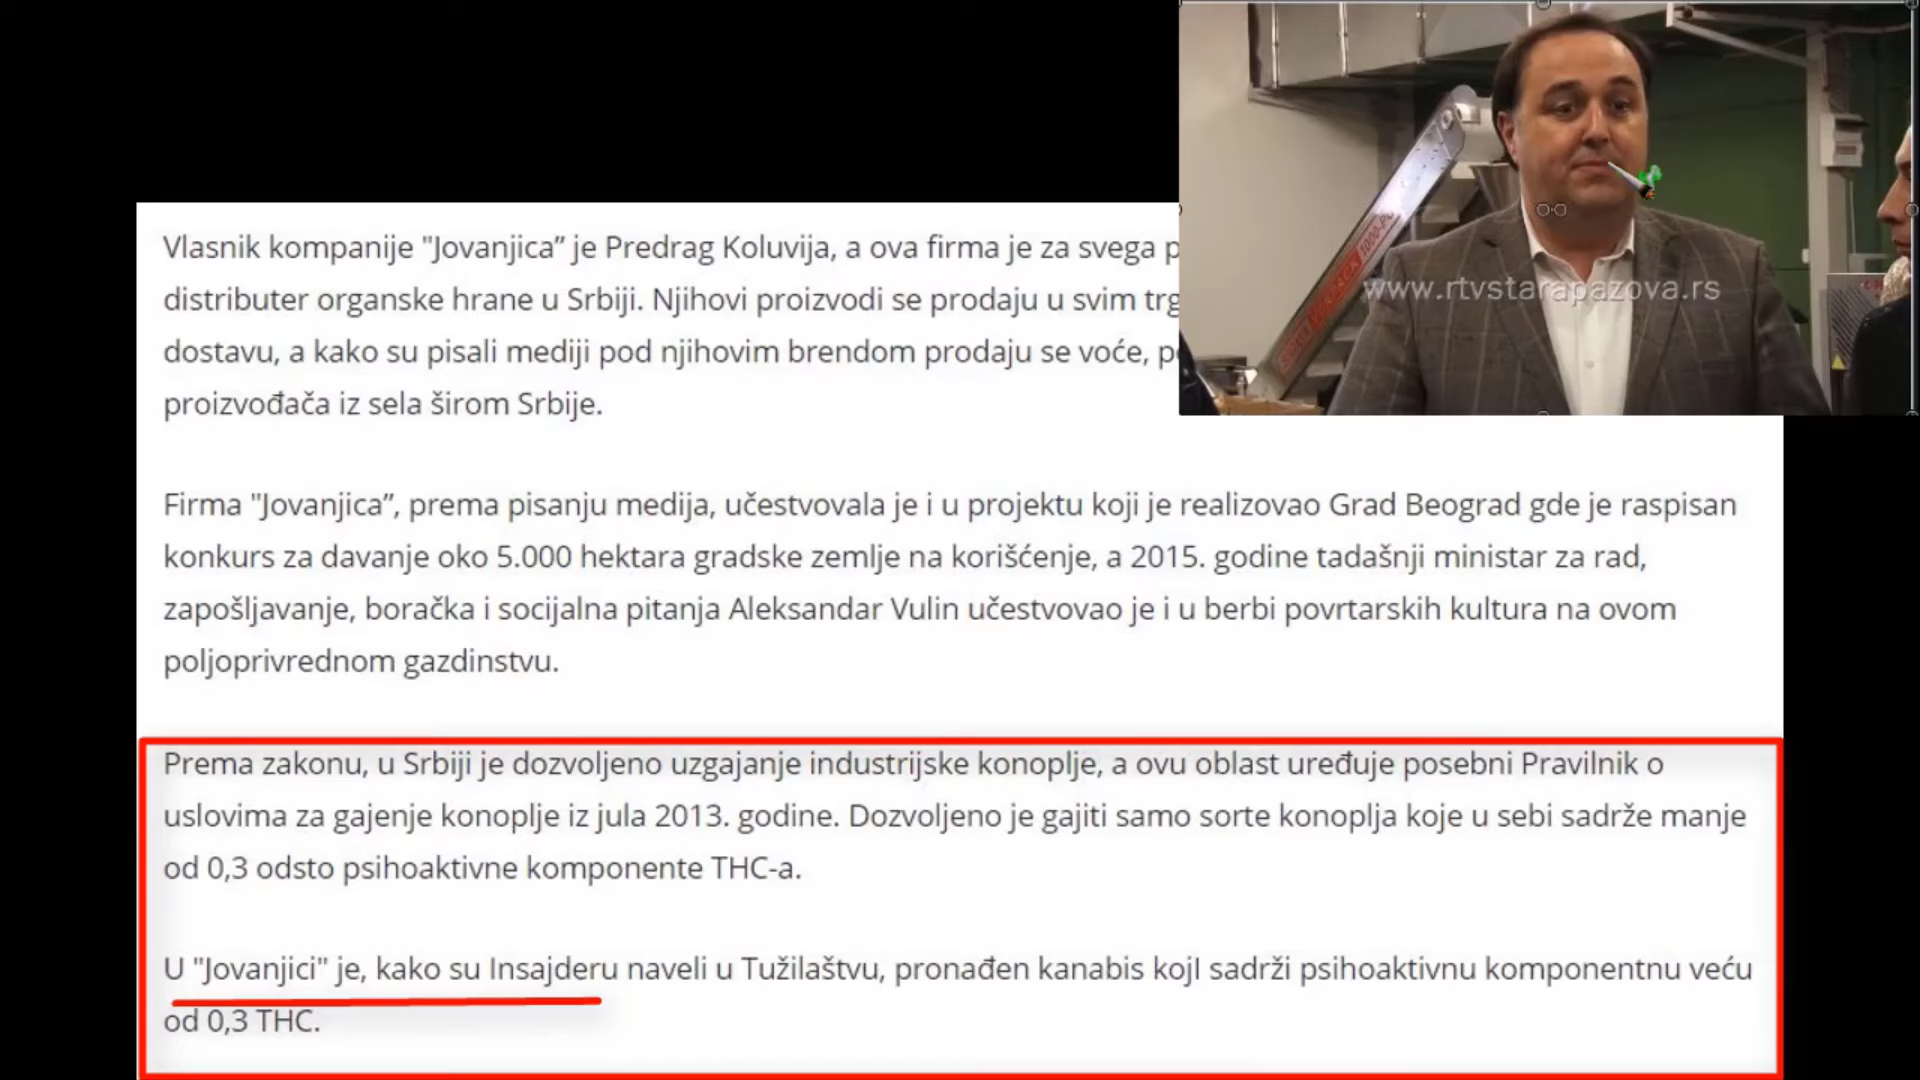 Vlasnik kompanije "Jovanjica” je Predrag Koluvija, a ova firma je za svega
distributer organske hrane u Srbiji. Njihovi proizvodi se prodaju u svim
dostavu, a kako su pisali mediji pod njihovim brendom prodaju se voće,
proizvođača iz sela širom Srbije.
www.rtvstarapazova.rs
Firma "Jovanjica”, prema pisanju medija, učestvovala je i u projektu koji je realizovao Grad Beograd gde je raspisan
konkurs za davanje oko 5.000 hektara gradske zemlje na korišćenje, a 2015. godine tadašnji ministar za rad,
zapošljavanje, boračka i socijalna pitanja Aleksandar Vulin učestvovao je i u berbi povrtarskih kultura na ovom
poljoprivrednom gazdinstvu.
Prema zakonu, u Srbiji je dozvoljeno uzgajanje industrijske konoplje, a ovu oblast uređuje posebni Pravilnik o
uslovima za gajenje konoplje iz jula 2013. godine. Dozvoljeno je gajiti samo sorte konoplja koje u sebi sadrže manje
od 0,3 odsto psihoaktivne komponente THC-a.
U "Jovanjici" je, kako su Insajderu naveli u Tužilaštvu, pronađen kanabis kojI sadrži psihoaktivnu komponentnu veću
od 0,3 THC.